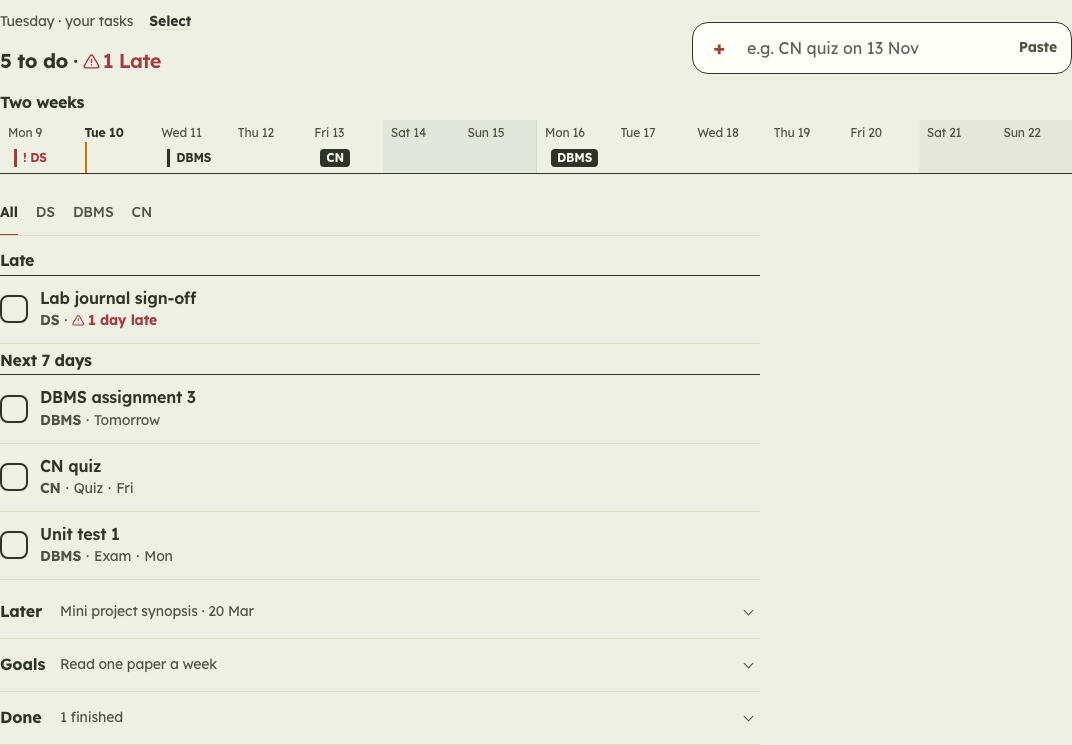 Tuesday · your tasks Select
5 to do · 1 Late
+ e.g. CN quiz on 13 Nov Paste
Two weeks
Mon 9 Tue 10 Wed 11 Thu 12 Fri 13 Sat 14 Sun 15 Mon 16 Tue 17 Wed 18 Thu 19 Fri 20 Sat 21 Sun 22
! DS DBMS CN DBMS
All DS DBMS CN
Late
Lab journal sign-off
DS · 1 day late
Next 7 days
DBMS assignment 3
DBMS · Tomorrow
CN quiz
CN · Quiz · Fri
Unit test 1
DBMS · Exam · Mon
Later Mini project synopsis · 20 Mar
Goals Read one paper a week
Done 1 finished